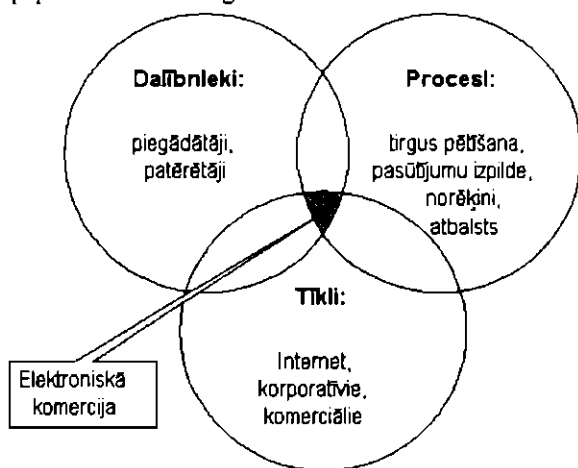 Dalībnieki:
piegādātāji,
patērētāji
Procesi:
tirgus pētīšana,
pasūtījumu izpilde,
norēķini,
atbalsts
Tīkli:
Internet,
korporatīvie,
komerciālie
Elektroniskā
komercija